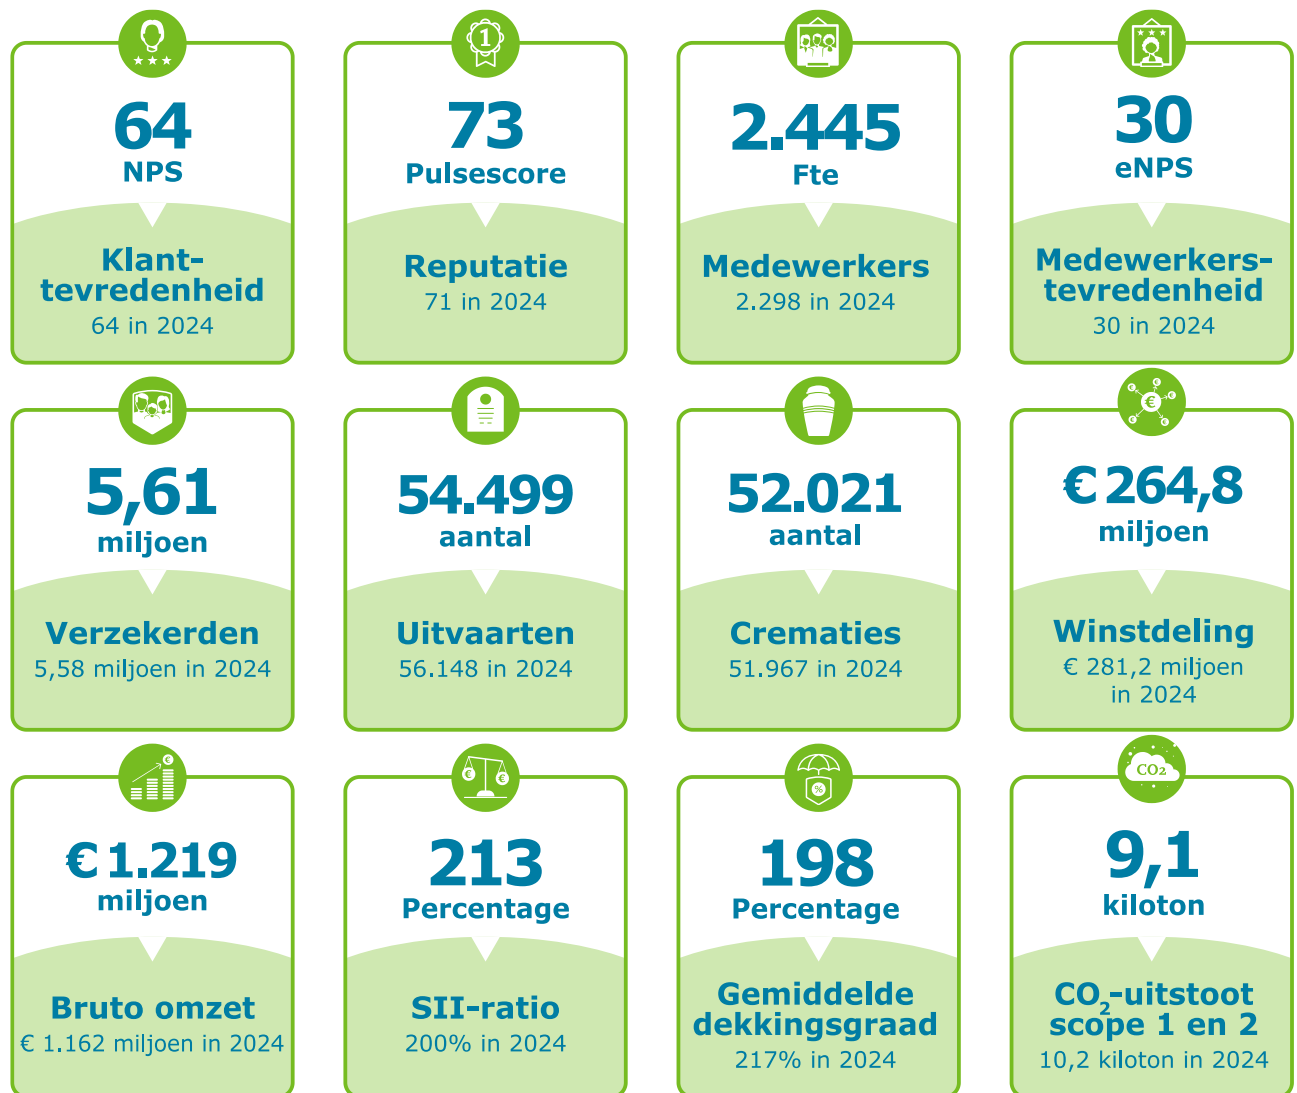 64
NPS
Klant-
tevredenheid
64 in 2024
1
73
Pulsescore
Reputatie
71 in 2024
2.445
Fte
Medewerkers
2.298 in 2024
30
eNPS
Medewerkers-
tevredenheid
30 in 2024
5,61
miljoen
Verzekerden
5,58 miljoen in 2024
54.499
aantal
Uitvaarten
56.148 in 2024
52.021
aantal
Crematies
51.967 in 2024
€
€ 264,8
miljoen
Winstdeling
€ 281,2 miljoen
in 2024
€
€ 1.219
miljoen
Bruto omzet
€ 1.162 miljoen in 2024
€ €
213
Percentage
SII-ratio
200% in 2024
%
198
Percentage
Gemiddelde
dekkingsgraad
217% in 2024
CO₂
9,1
kiloton
CO₂-uitstoot
scope 1 en 2
10,2 kiloton in 2024